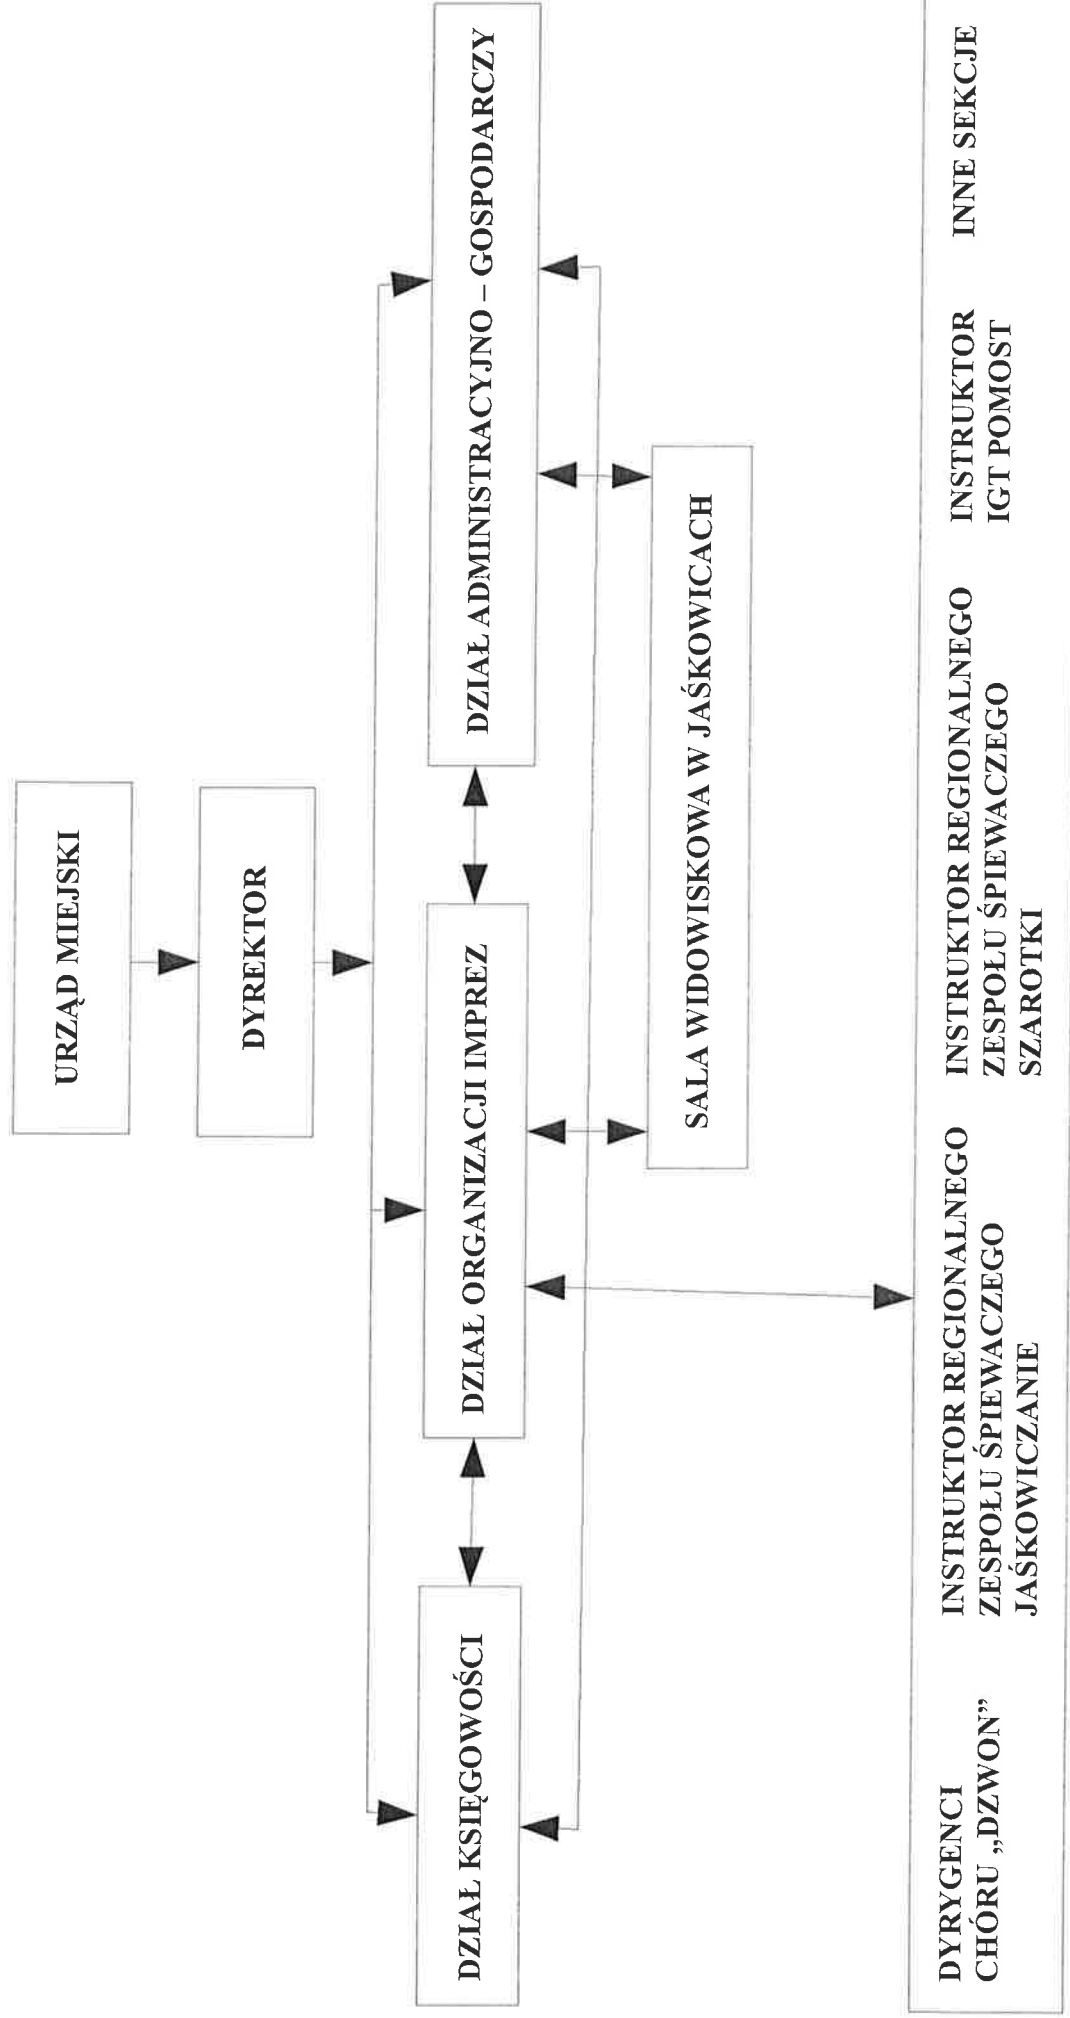 URZĄD MIEJSKI
DYREKTOR
DZIAŁ KSIĘGOWOŚCI
DZIAŁ ORGANIZACJI IMPREZ
DZIAŁ ADMINISTRACYJNO – GOSPODARCZY
SALA WIDOWISKOWA W JAŚKOWICACH
DYRYGENCI
CHÓRU „DZWON”
INSTRUKTOR REGIONALNEGO
ZESPOŁU ŚPIEWACZEGO
JAŚKOWICZANIE
INSTRUKTOR REGIONALNEGO
ZESPOŁU ŚPIEWACZEGO
SZAROTKI
INSTRUKTOR
IGT POMOST
INNE SEKCJE